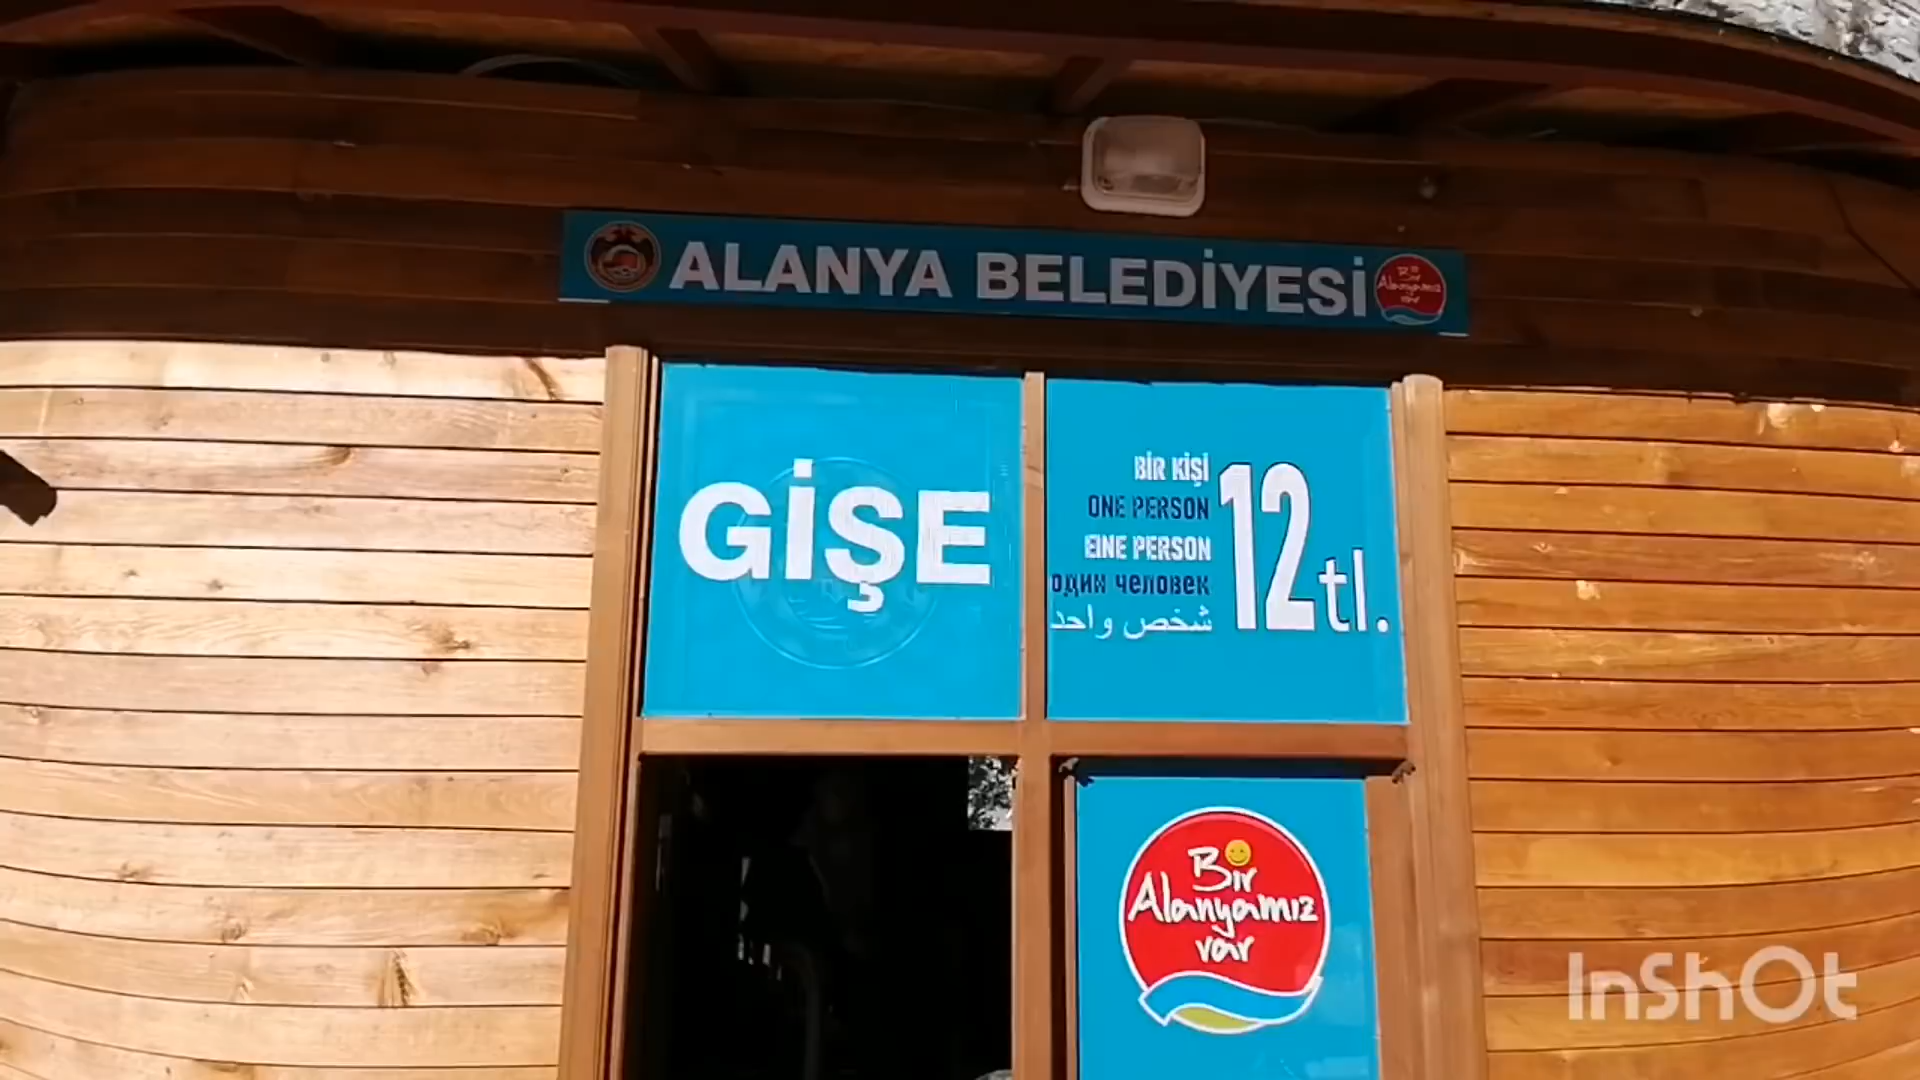 ALANYA BELEDİYESİ
Bir
Alanyamız
var
GİŞE
BİR KİŞİ
ONE PERSON
EINE PERSON
один человек
شخص واحد
12 tl.
Bir
Alanyamız
var
InShOt